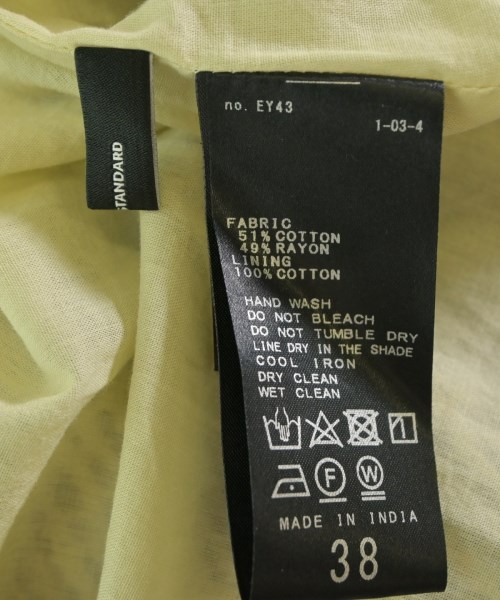 STANDARD
no. EY43
1-03-4
FABRIC
51% COTTON
49% RAYON
LINING
100% COTTON
HAND WASH
DO NOT BLEACH
DO NOT TUMBLE DRY
LINE DRY IN THE SHADE
COOL IRON
DRY CLEAN
WET CLEAN
F W
MADE IN INDIA
38